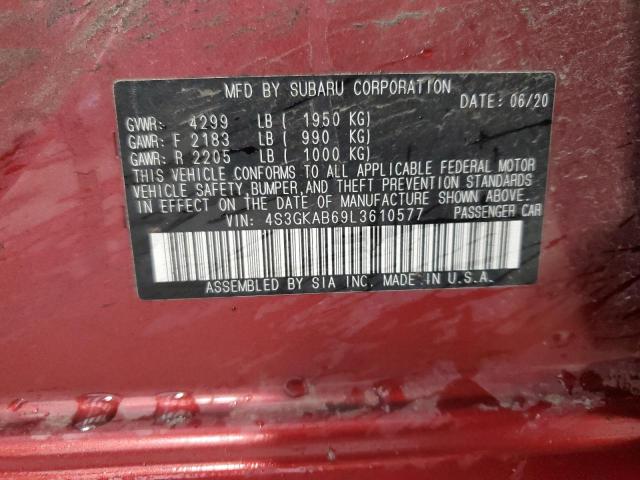 MFD BY SUBARU CORPORATION
DATE: 06/20
GVWR: 4299 LB ( 1950 KG)
GAWR: F 2183 LB ( 990 KG)
GAWR: R 2205 LB ( 1000 KG)
THIS VEHICLE CONFORMS TO ALL APPLICABLE FEDERAL MOTOR
VEHICLE SAFETY, BUMPER, AND THEFT PREVENTION STANDARDS
IN EFFECT ON THE DATE OF MANUFACTURE SHOWN ABOVE.
VIN: 4S3GKAB69L3610577 PASSENGER CAR
ASSEMBLED BY SIA INC. MADE IN U.S.A.